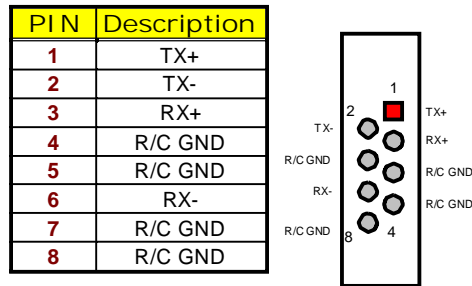 PIN Description
1 TX+
2 TX-
3 RX+
4 R/C GND
5 R/C GND
6 RX-
7 R/C GND
8 R/C GND
1
2 TX+
TX-
RX+
R/C GND
R/C GND
RX-
R/C GND
R/C GND
8 4